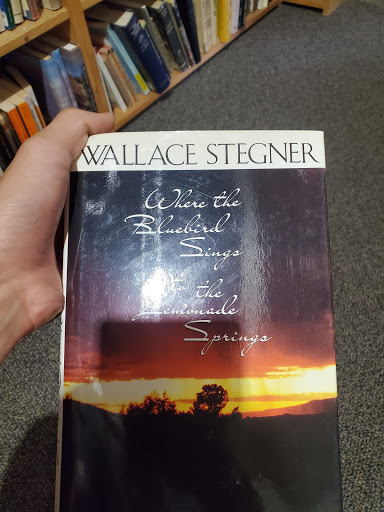 WALLACE STEGNER
Where the
Bluebird
Sings
to the
Lemonade
Springs